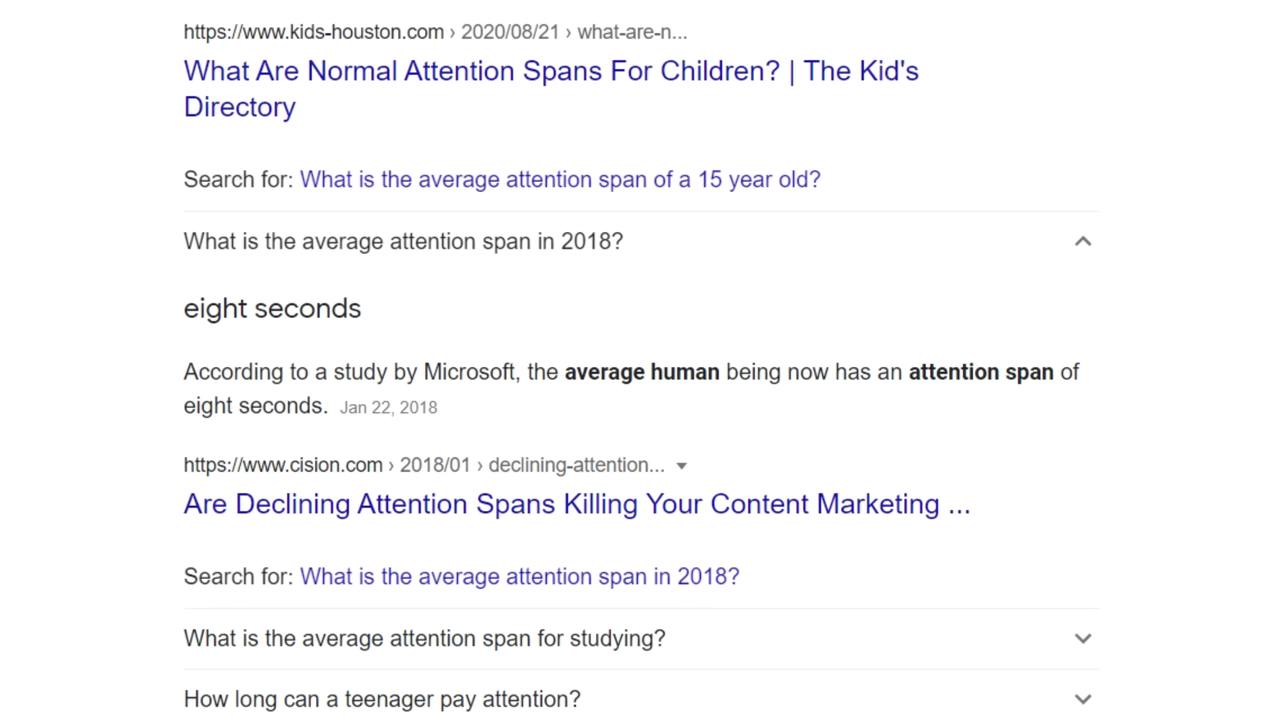 https://www.kids-houston.com › 2020/08/21 › what-are-n...
What Are Normal Attention Spans For Children? | The Kid's
Directory
Search for: What is the average attention span of a 15 year old?
What is the average attention span in 2018?
eight seconds
According to a study by Microsoft, the average human being now has an attention span of
eight seconds. Jan 22, 2018
https://www.cision.com › 2018/01 › declining-attention...
Are Declining Attention Spans Killing Your Content Marketing ...
Search for: What is the average attention span in 2018?
What is the average attention span for studying?
How long can a teenager pay attention?